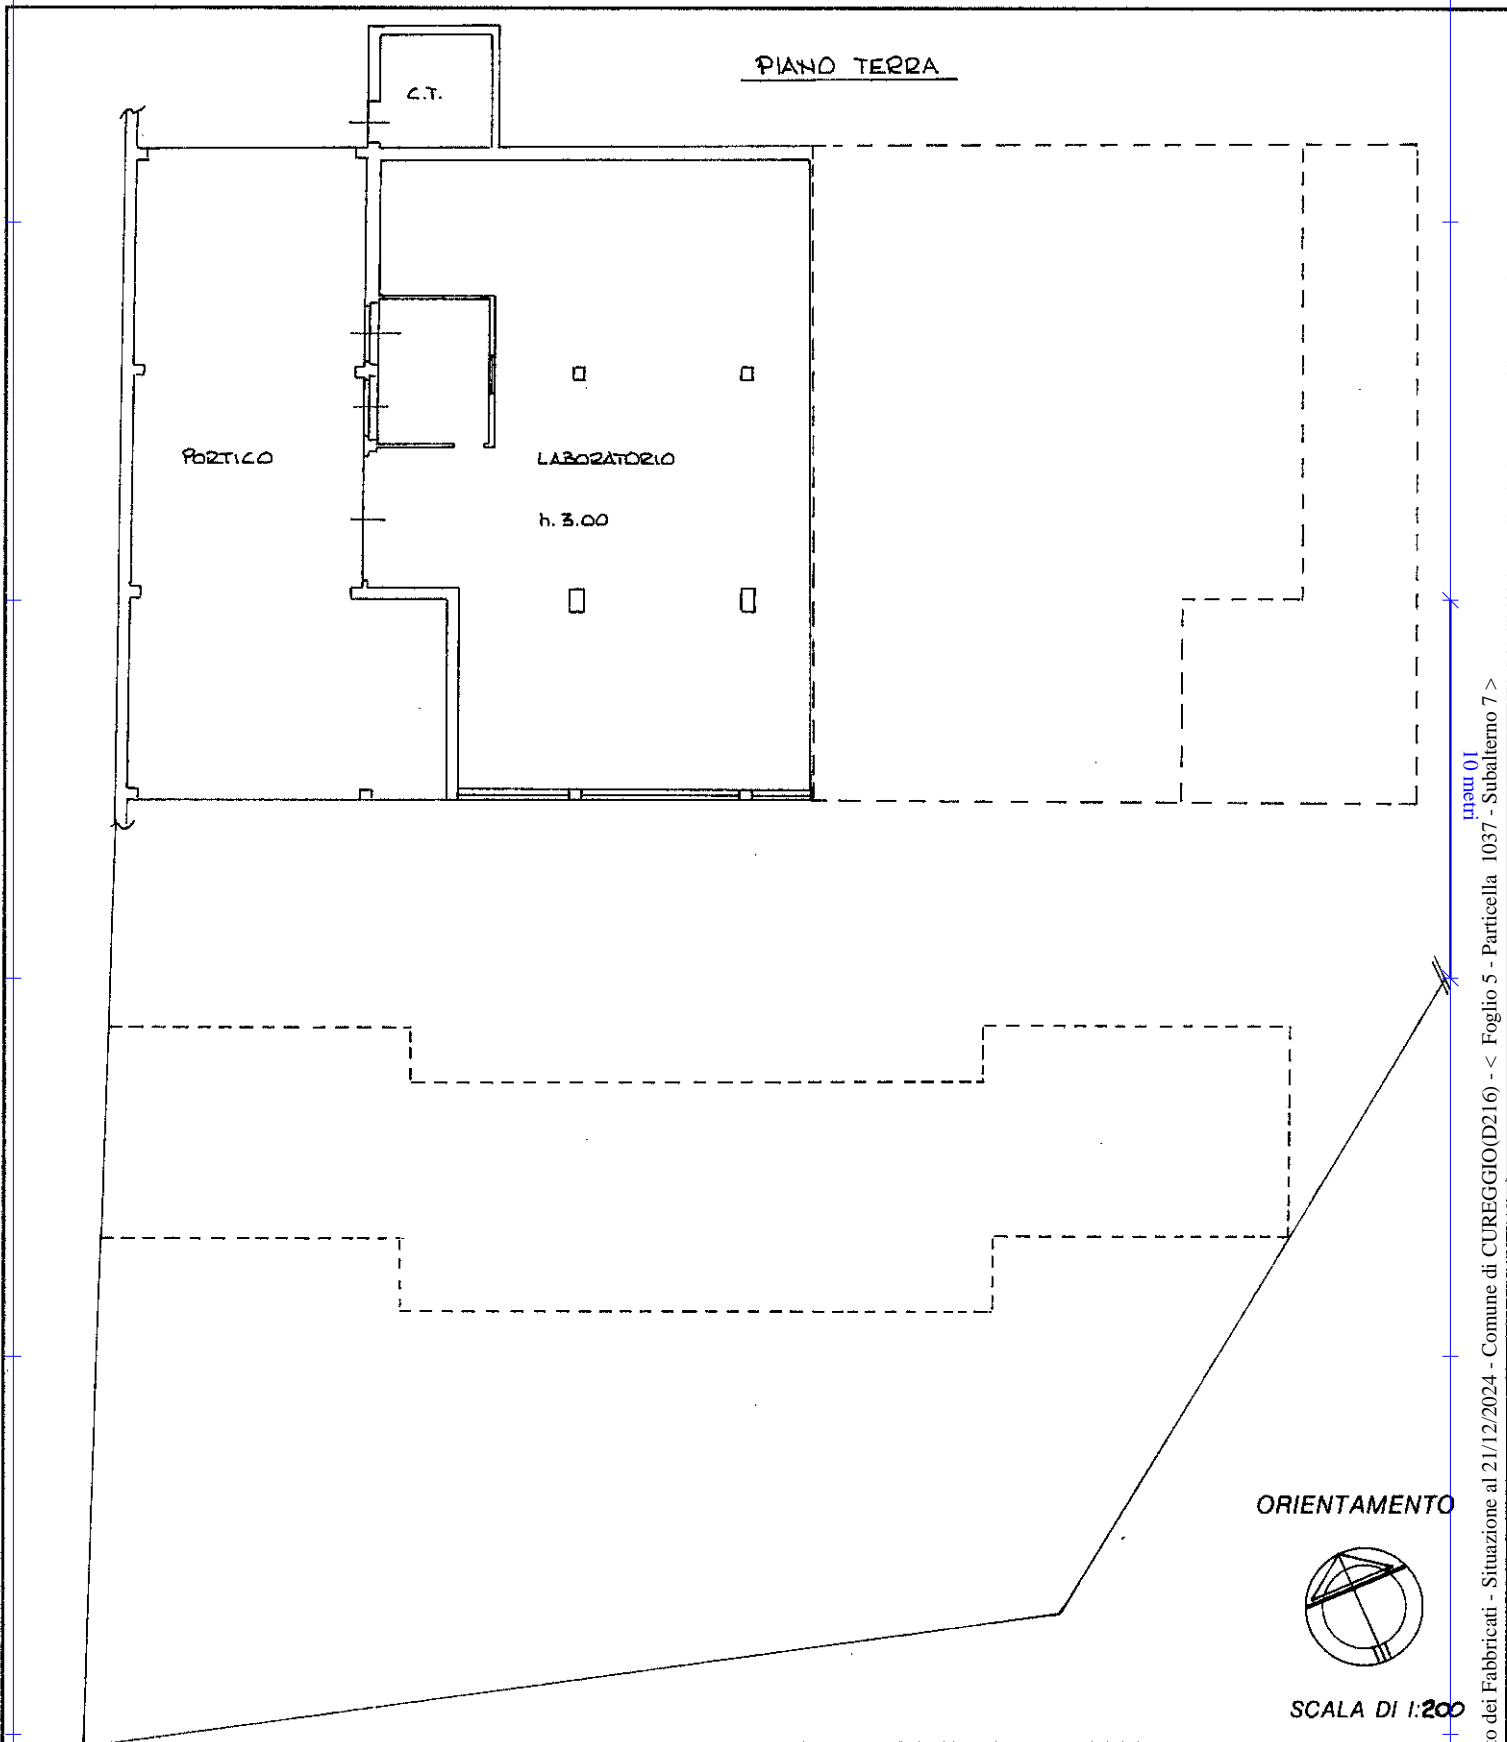 PIANO TERRA
C.T.
PORTICO
LABORATORIO
h. 3.00
10 metri
o dei Fabbricati - Situazione al 21/12/2024 - Comune di CUREGGIO(D216) - < Foglio 5 - Particella 1037 - Subalterno 7 >
ORIENTAMENTO
SCALA DI 1:200